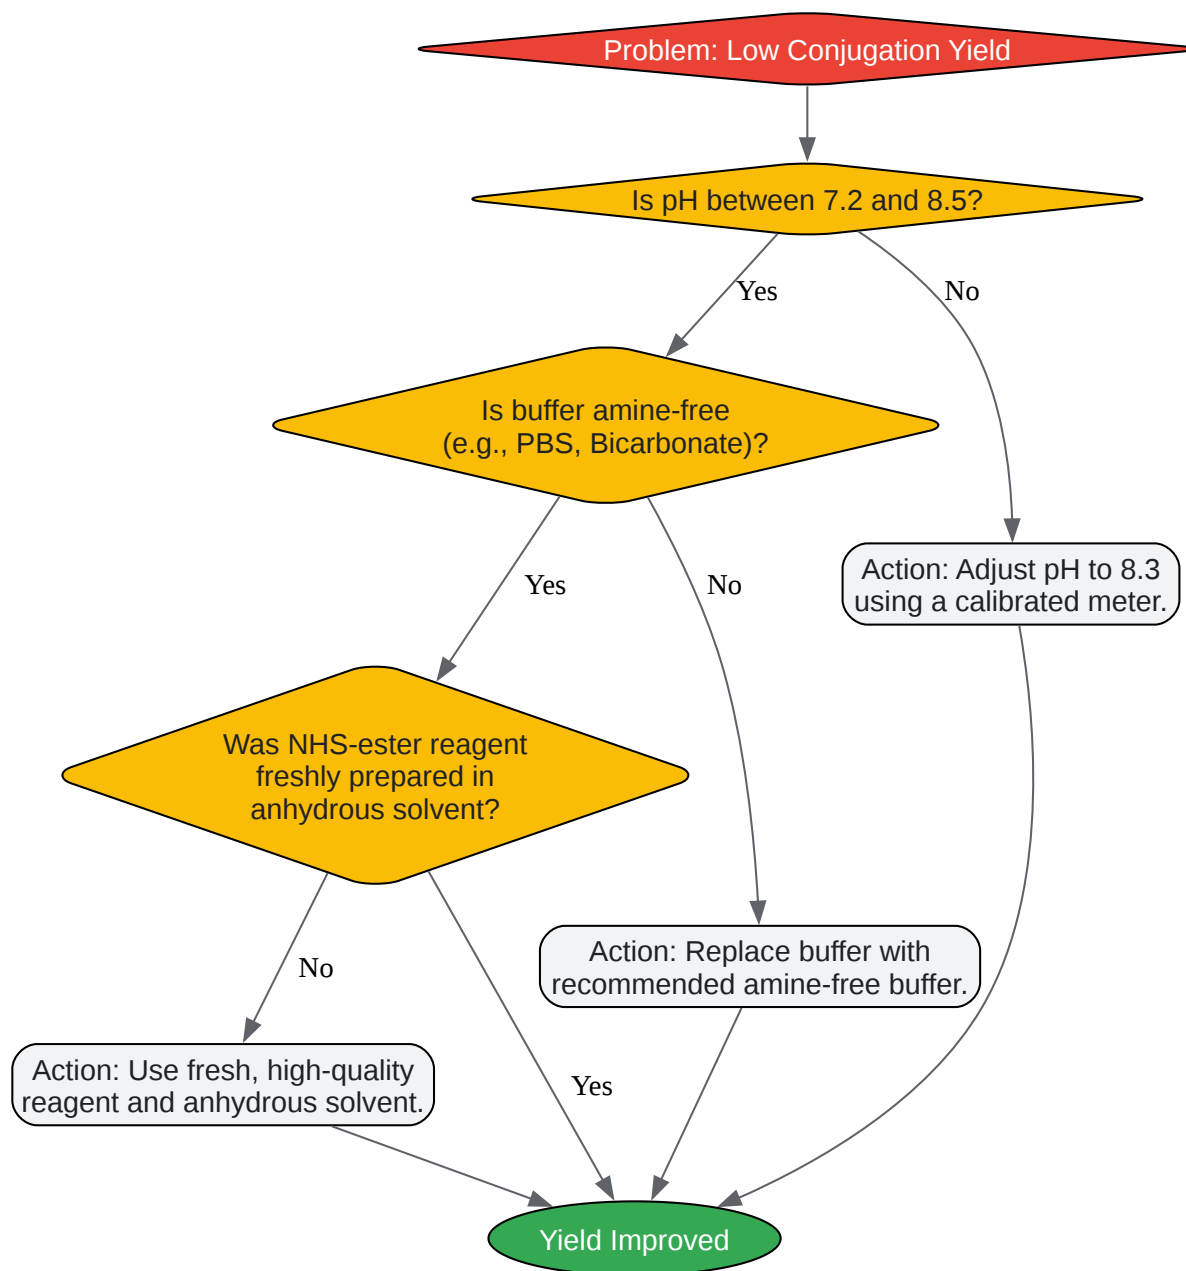 Problem: Low Conjugation Yield
Is pH between 7.2 and 8.5?
Yes
No
Is buffer amine-free
(e.g., PBS, Bicarbonate)?
Action: Adjust pH to 8.3
using a calibrated meter.
Yes
No
Was NHS-ester reagent
freshly prepared in
anhydrous solvent?
Action: Replace buffer with
recommended amine-free buffer.
No
Action: Use fresh, high-quality
reagent and anhydrous solvent.
Yes
Yield Improved